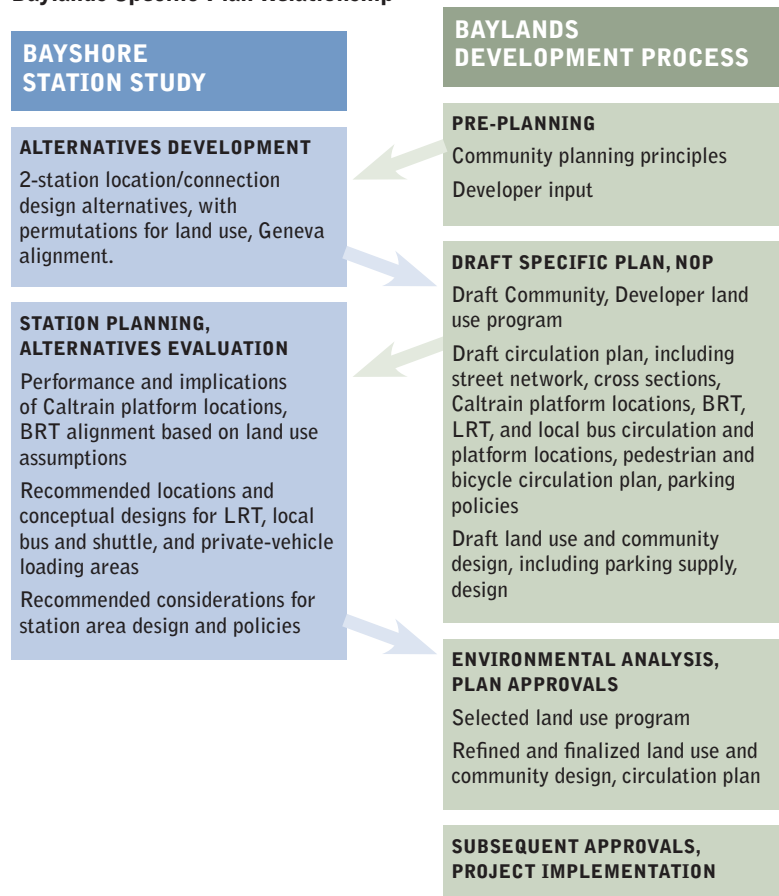 Baylands Specific Plan Relationship
BAYSHORE
STATION STUDY
ALTERNATIVES DEVELOPMENT
2-station location/connection
design alternatives, with
permutations for land use, Geneva
alignment.
STATION PLANNING,
ALTERNATIVES EVALUATION
Performance and implications
of Caltrain platform locations,
BRT alignment based on land use
assumptions
Recommended locations and
conceptual designs for LRT, local
bus and shuttle, and private-vehicle
loading areas
Recommended considerations for
station area design and policies
BAYLANDS
DEVELOPMENT PROCESS
PRE-PLANNING
Community planning principles
Developer input
DRAFT SPECIFIC PLAN, NOP
Draft Community, Developer land
use program
Draft circulation plan, including
street network, cross sections,
Caltrain platform locations, BRT,
LRT, and local bus circulation and
platform locations, pedestrian and
bicycle circulation plan, parking
policies
Draft land use and community
design, including parking supply,
design
ENVIRONMENTAL ANALYSIS,
PLAN APPROVALS
Selected land use program
Refined and finalized land use and
community design, circulation plan
SUBSEQUENT APPROVALS,
PROJECT IMPLEMENTATION